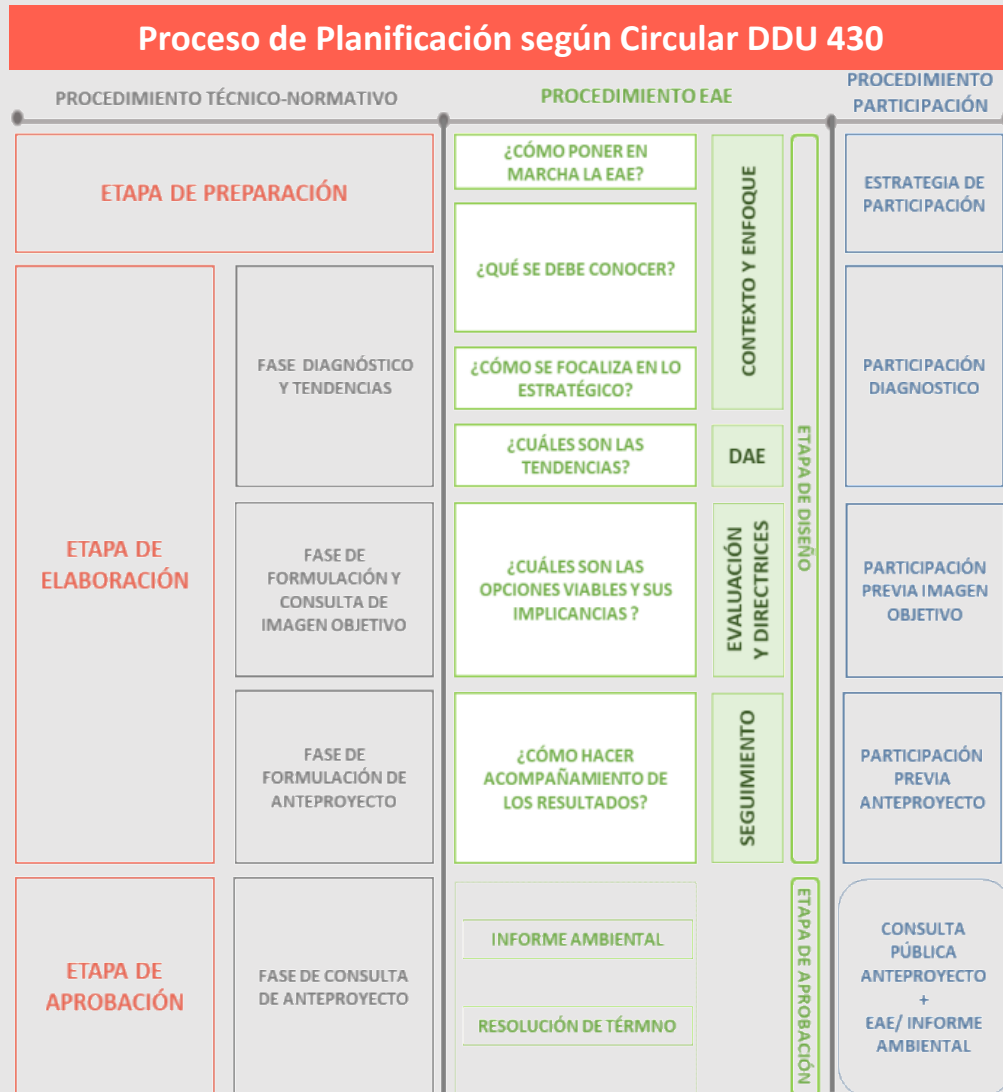 Proceso de Planificación según Circular DDU 430
PROCEDIMIENTO TÉCNICO-NORMATIVO
PROCEDIMIENTO EAE
PROCEDIMIENTO
PARTICIPACIÓN
ETAPA DE PREPARACIÓN
¿CÓMO PONER EN
MARCHA LA EAE?
¿QUÉ SE DEBE CONOCER?
CONTEXTO Y ENFOQUE
ESTRATEGIA DE
PARTICIPACIÓN
ETAPA DE
ELABORACIÓN
FASE DIAGNÓSTICO
Y TENDENCIAS
¿CÓMO SE FOCALIZA EN LO
ESTRATÉGICO?
¿CUÁLES SON LAS
TENDENCIAS?
DAE
ETAPA DE DISEÑO
PARTICIPACIÓN
DIAGNOSTICO
FASE DE
FORMULACIÓN Y
CONSULTA DE
IMAGEN OBJETIVO
¿CUÁLES SON LAS
OPCIONES VIABLES Y SUS
IMPLICANCIAS ?
EVALUACIÓN
Y DIRECTRICES
PARTICIPACIÓN
PREVIA IMAGEN
OBJETIVO
FASE DE
FORMULACIÓN DE
ANTEPROYECTO
¿CÓMO HACER
ACOMPAÑAMIENTO DE
LOS RESULTADOS?
SEGUIMIENTO
PARTICIPACIÓN
PREVIA
ANTEPROYECTO
ETAPA DE
APROBACIÓN
FASE DE CONSULTA
DE ANTEPROYECTO
INFORME AMBIENTAL
RESOLUCIÓN DE TÉRMNO
ETAPA DE APROBACIÓN
CONSULTA
PÚBLICA
ANTEPROYECTO
+
EAE/ INFORME
AMBIENTAL